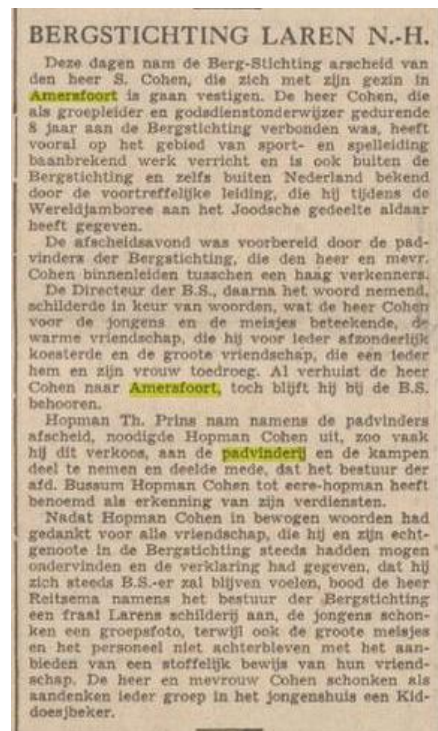 BERGSTICHTING LAREN N.-H.
Deze dagen nam de Berg-Stichting arscheid van
den heer S. Cohen, die zich met zijn gezin in
Amersfoort is gaan vestigen. De heer Cohen, die
als groepleider en godsdienstonderwijzer gedurende
8 jaar aan de Bergstichting verbonden was, heeft
vooral op het gebied van sport- en spelleiding
baanbrekend werk verricht en is ook buiten de
Bergstichting en zelfs buiten Nederland bekend
door de voortreffelijke leiding, die hij tijdens de
Wereldjamboree aan het Joodsche gedeelte aldaar
heeft gegeven.
De afscheidsavond was voorbereid door de pad-
vinders der Bergstichting, die den heer en mevr.
Cohen binnenleiden tusschen een haag verkenners.
De Directeur der B.S., daarna het woord nemend,
schilderde in keur van woorden, wat de heer Cohen
voor de jongens en de meisjes beteekende, de
warme vriendschap, die hij voor ieder afzonderlijk
koesterde en de groote vriendschap, die een ieder
hem en zijn vrouw toedroeg. Al verhuist de heer
Cohen naar Amersfoort, toch blijft hij bij de B.S.
behooren.
Hopman Th. Prins nam namens de padvinders
afscheid, noodigde Hopman Cohen uit, zoo vaak
hij dit verkoos, aan de padvinderij en de kampen
deel te nemen en deelde mede, dat het bestuur der
afd. Bussum Hopman Cohen tot eere-hopman heeft
benoemd als erkenning van zijn verdiensten.
Nadat Hopman Cohen in bewogen woorden had
gedankt voor alle vriendschap, die hij en zijn echt-
genoote in de Bergstichting steeds hadden mogen
ondervinden en de verklaring had gegeven, dat hij
zich steeds B.S.-er zal blijven voelen, bood de heer
Reitsema namens het bestuur der Bergstichting
een fraai Larens schilderij aan, de jongens schon-
ken een groepsfoto, terwijl ook de groote meisjes
en het personeel niet achterbleven met het aan-
bieden van een stoffelijk bewijs van hun vriend-
schap. De heer en mevrouw Cohen schonken als
aandenken ieder groep in het jongenshuis een Kid-
doesjbeker.